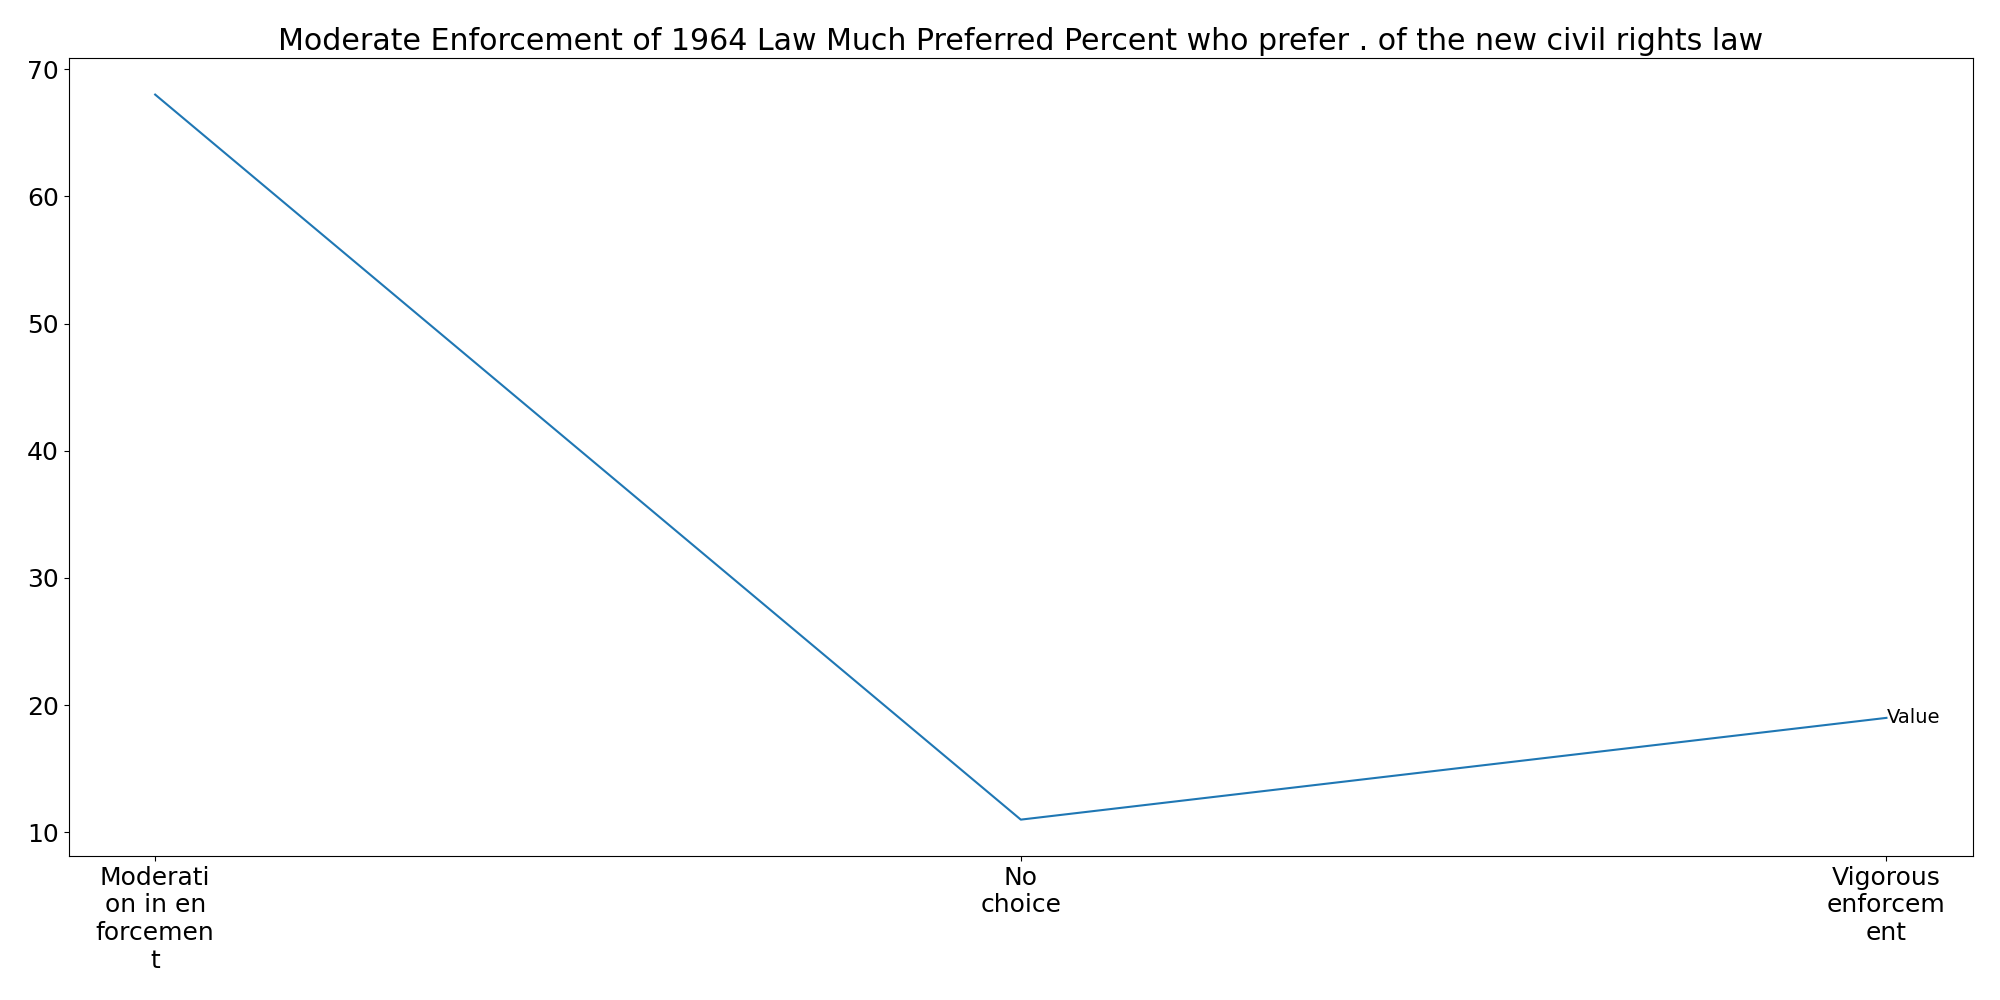 Moderate Enforcement of 1964 Law Much Preferred Percent who prefer . of the new civil rights law
70
60
50
40
30
20
10
Value
Moderati
on in en
forcemen
t
No
choice
Vigorous
enforcem
ent